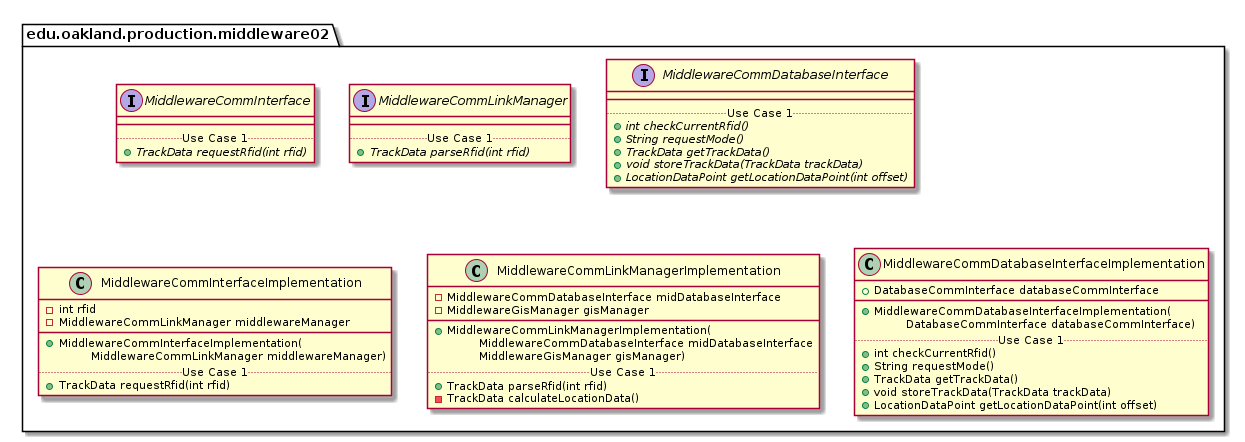 edu.oakland.production.middleware02
I MiddlewareCommInterface
Use Case 1
TrackData requestRfid(int rfid)
I MiddlewareCommLinkManager
Use Case 1
TrackData parseRfid(int rfid)
I MiddlewareCommDatabaseInterface
Use Case 1
int checkCurrentRfid()
String requestMode()
TrackData getTrackData()
void storeTrackData(TrackData trackData)
LocationDataPoint getLocationDataPoint(int offset)
C MiddlewareCommInterfaceImplementation
int rfid
MiddlewareCommLinkManager middlewareManager
MiddlewareCommInterfaceImplementation(
MiddlewareCommLinkManager middlewareManager)
Use Case 1
TrackData requestRfid(int rfid)
C MiddlewareCommLinkManagerImplementation
MiddlewareCommDatabaseInterface midDatabaseInterface
MiddlewareGisManager gisManager
MiddlewareCommLinkManagerImplementation(
MiddlewareCommDatabaseInterface midDatabaseInterface
MiddlewareGisManager gisManager)
Use Case 1
TrackData parseRfid(int rfid)
TrackData calculateLocationData()
C MiddlewareCommDatabaseInterfaceImplementation
DatabaseCommInterface databaseCommInterface
MiddlewareCommDatabaseInterfaceImplementation(
DatabaseCommInterface databaseCommInterface)
Use Case 1
int checkCurrentRfid()
String requestMode()
TrackData getTrackData()
void storeTrackData(TrackData trackData)
LocationDataPoint getLocationDataPoint(int offset)